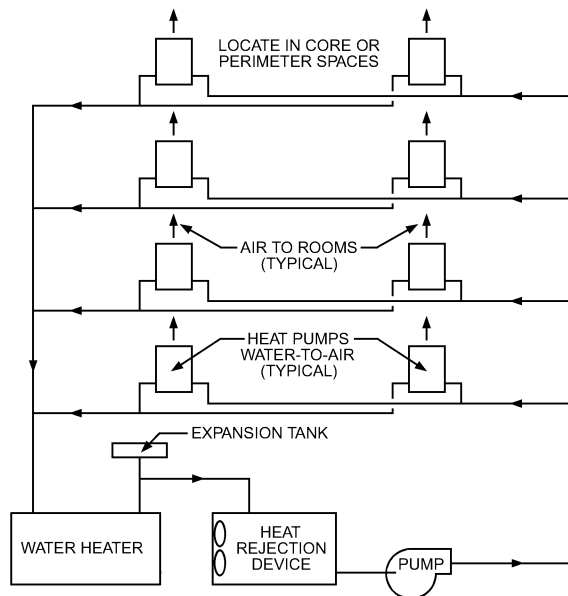 LOCATE IN CORE OR
PERIMETER SPACES
AIR TO ROOMS
(TYPICAL)
HEAT PUMPS
WATER-TO-AIR
(TYPICAL)
EXPANSION TANK
WATER HEATER
HEAT
REJECTION
DEVICE
PUMP